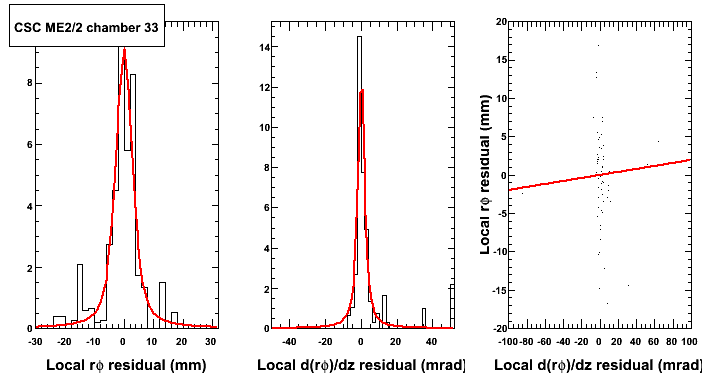 CSC ME2/2 chamber 33
8
6
4
2
0
-30 -20 -10 0 10 20 30
Local rϕ residual (mm)
14
12
10
8
6
4
2
0
-40 -20 0 20 40
Local d(rϕ)/dz residual (mrad)
Local rϕ residual (mm)
20
15
10
5
0
-5
-10
-15
-20
-100 -80 -60 -40 -20 0 20 40 60 80 100
Local d(rϕ)/dz residual (mrad)